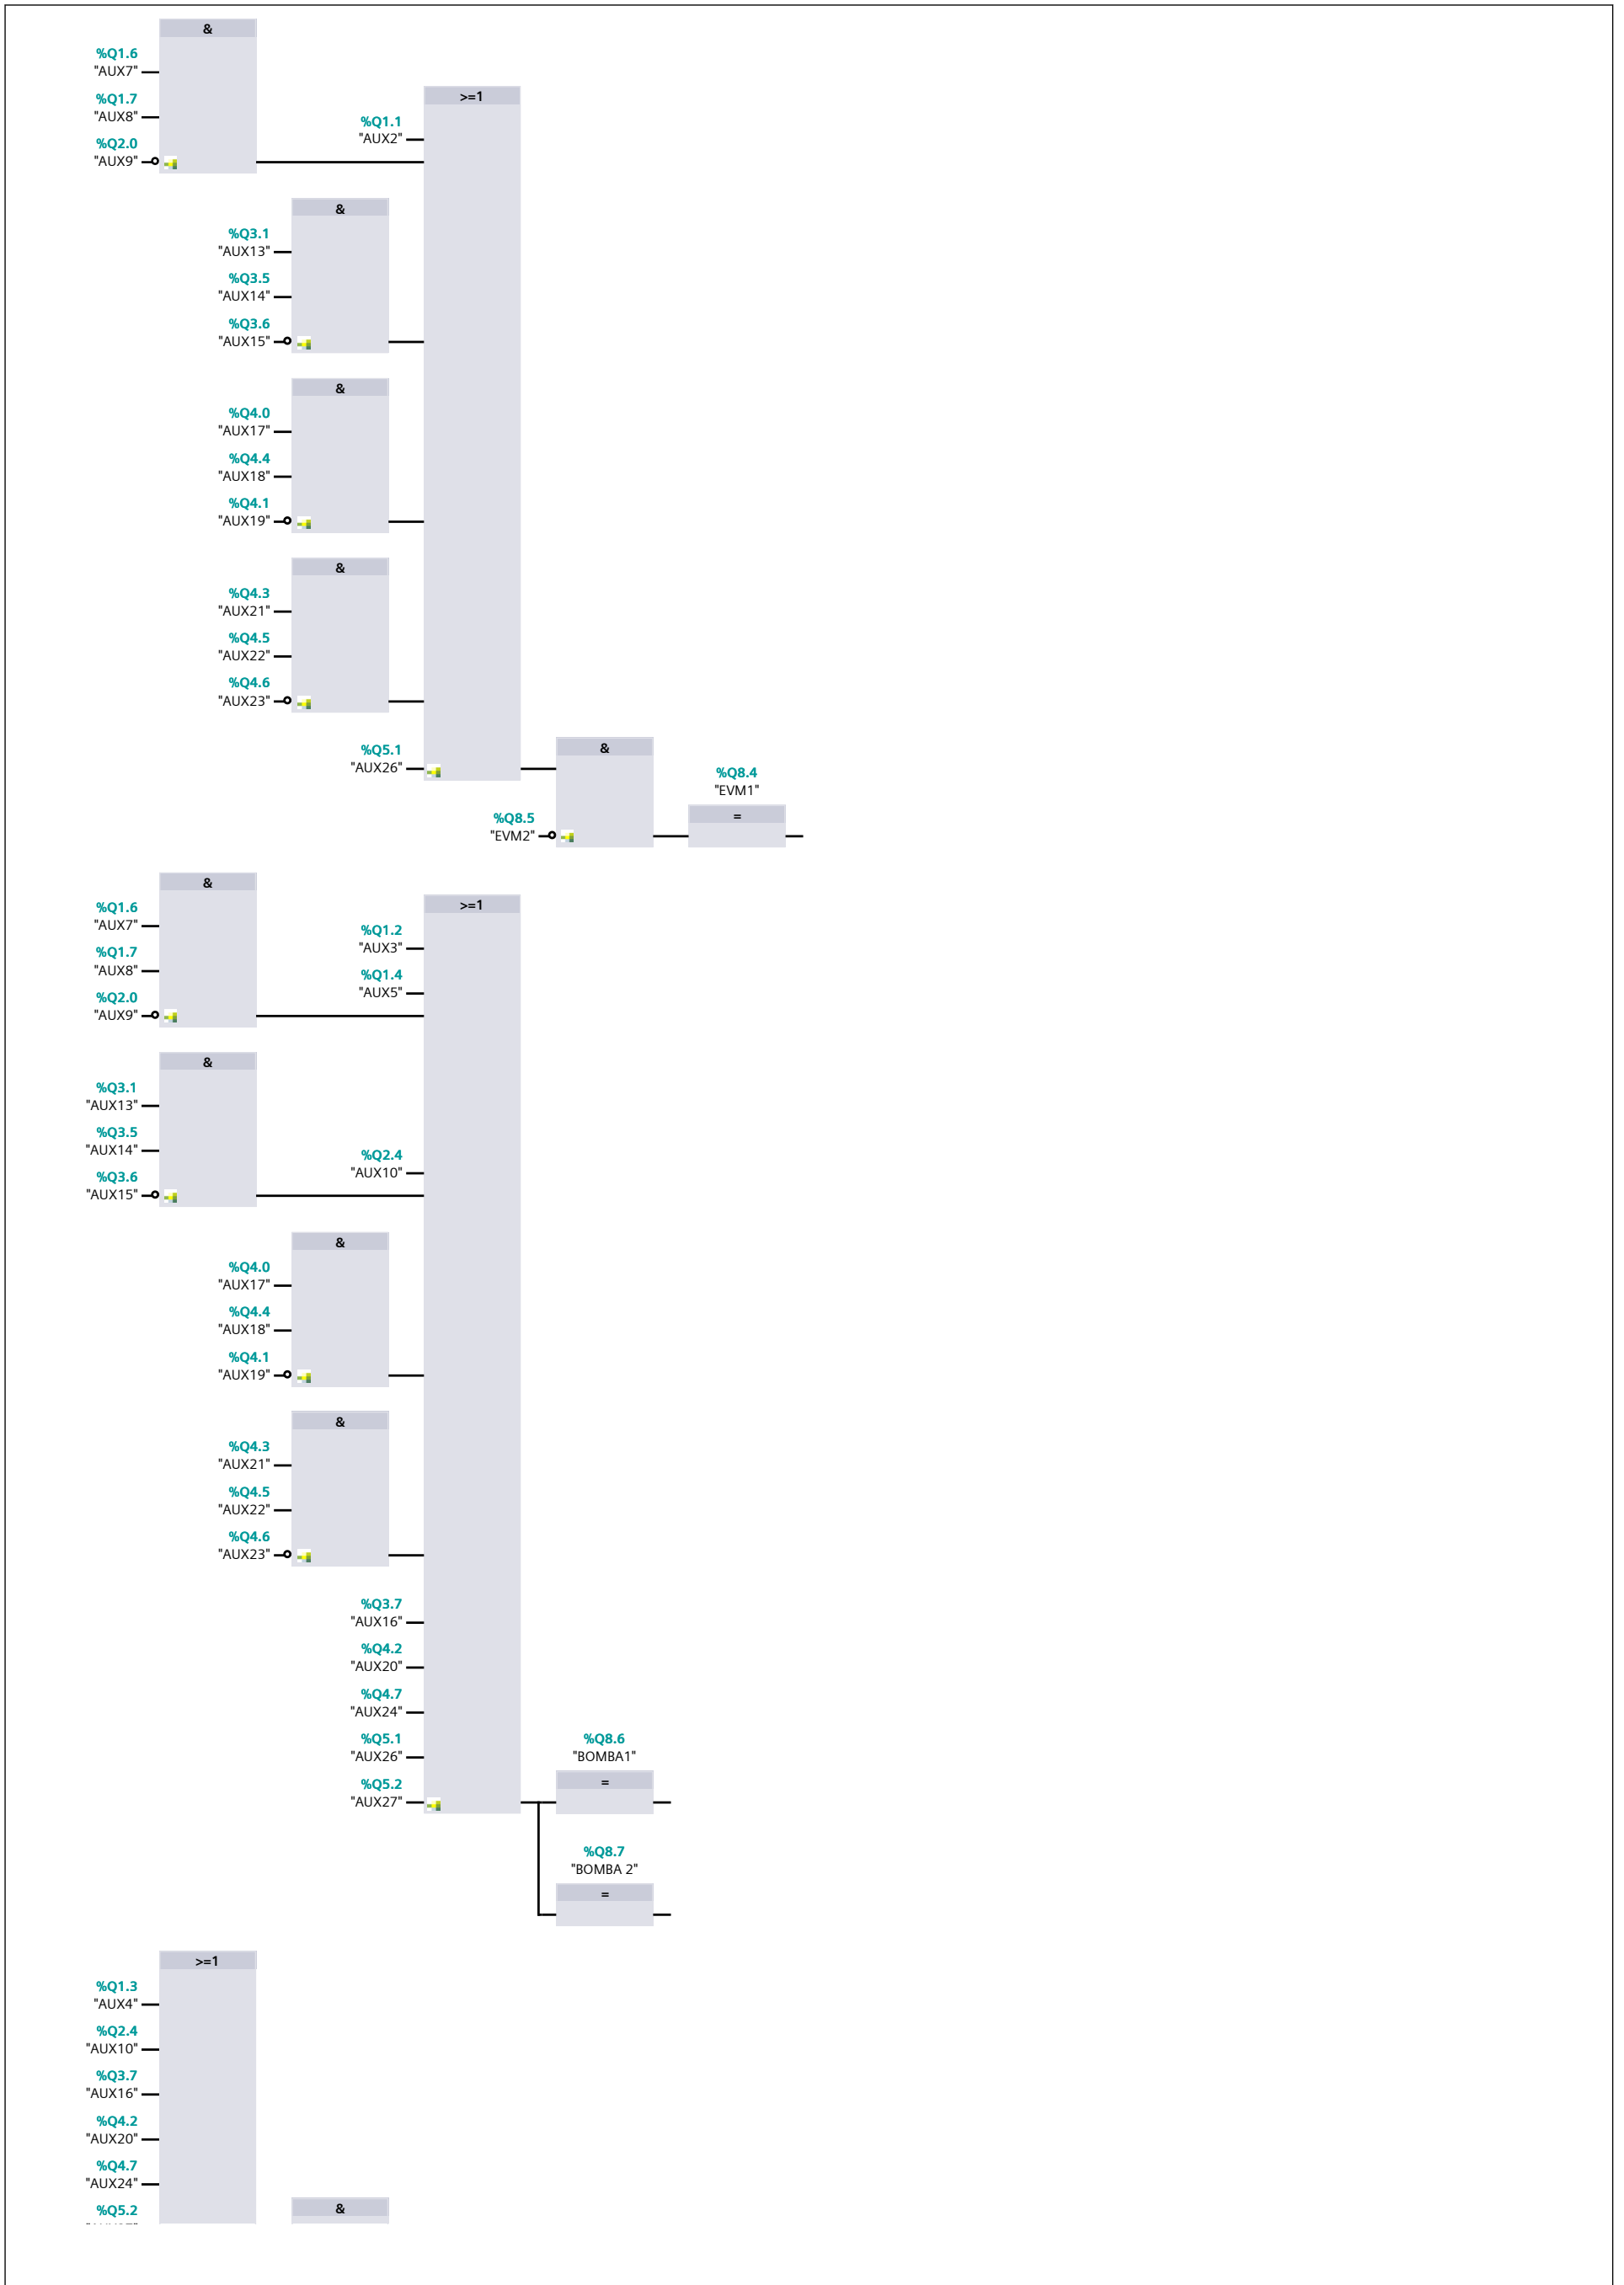 &
%Q1.6
"AUX7"
%Q1.7
"AUX8"
%Q2.0
"AUX9"
>=1
%Q1.1
"AUX2"
&
%Q3.1
"AUX13"
%Q3.5
"AUX14"
%Q3.6
"AUX15"
&
%Q4.0
"AUX17"
%Q4.4
"AUX18"
%Q4.1
"AUX19"
&
%Q4.3
"AUX21"
%Q4.5
"AUX22"
%Q4.6
"AUX23"
%Q5.1
"AUX26"
&
%Q8.5
"EVM2"
%Q8.4
"EVM1"
=
&
%Q1.6
"AUX7"
%Q1.7
"AUX8"
%Q2.0
"AUX9"
>=1
%Q1.2
"AUX3"
%Q1.4
"AUX5"
&
%Q3.1
"AUX13"
%Q3.5
"AUX14"
%Q3.6
"AUX15"
%Q2.4
"AUX10"
&
%Q4.0
"AUX17"
%Q4.4
"AUX18"
%Q4.1
"AUX19"
&
%Q4.3
"AUX21"
%Q4.5
"AUX22"
%Q4.6
"AUX23"
%Q3.7
"AUX16"
%Q4.2
"AUX20"
%Q4.7
"AUX24"
%Q5.1
"AUX26"
%Q5.2
"AUX27"
%Q8.6
"BOMBA1"
=
%Q8.7
"BOMBA 2"
=
>=1
%Q1.3
"AUX4"
%Q2.4
"AUX10"
%Q3.7
"AUX16"
%Q4.2
"AUX20"
%Q4.7
"AUX24"
%Q5.2
&